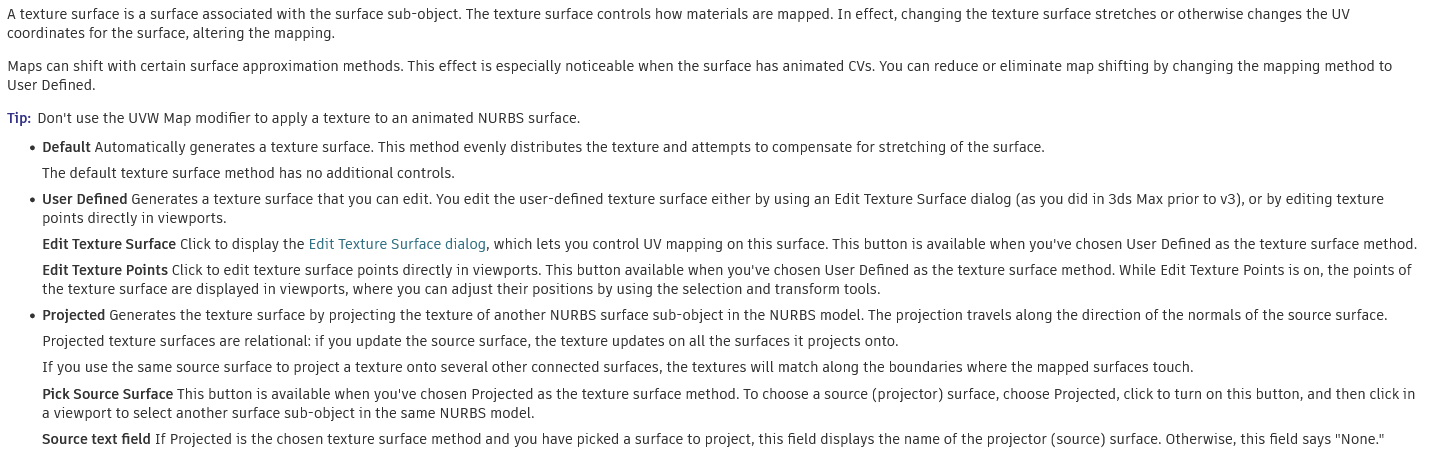 A texture surface is a surface associated with the surface sub-object. The texture surface controls how materials are mapped. In effect, changing the texture surface stretches or otherwise changes the UV
coordinates for the surface, altering the mapping.
Maps can shift with certain surface approximation methods. This effect is especially noticeable when the surface has animated CVs. You can reduce or eliminate map shifting by changing the mapping method to
User Defined.
Tip: Don't use the UVW Map modifier to apply a texture to an animated NURBS surface.
• Default Automatically generates a texture surface. This method evenly distributes the texture and attempts to compensate for stretching of the surface.
The default texture surface method has no additional controls.
• User Defined Generates a texture surface that you can edit. You edit the user-defined texture surface either by using an Edit Texture Surface dialog (as you did in 3ds Max prior to v3), or by editing texture
points directly in viewports.
Edit Texture Surface Click to display the Edit Texture Surface dialog, which lets you control UV mapping on this surface. This button is available when you've chosen User Defined as the texture surface method.
Edit Texture Points Click to edit texture surface points directly in viewports. This button available when you've chosen User Defined as the texture surface method. While Edit Texture Points is on, the points of
the texture surface are displayed in viewports, where you can adjust their positions by using the selection and transform tools.
• Projected Generates the texture surface by projecting the texture of another NURBS surface sub-object in the NURBS model. The projection travels along the direction of the normals of the source surface.
Projected texture surfaces are relational: if you update the source surface, the texture updates on all the surfaces it projects onto.
If you use the same source surface to project a texture onto several other connected surfaces, the textures will match along the boundaries where the mapped surfaces touch.
Pick Source Surface This button is available when you've chosen Projected as the texture surface method. To choose a source (projector) surface, choose Projected, click to turn on this button, and then click in
a viewport to select another surface sub-object in the same NURBS model.
Source text field If Projected is the chosen texture surface method and you have picked a surface to project, this field displays the name of the projector (source) surface. Otherwise, this field says "None."